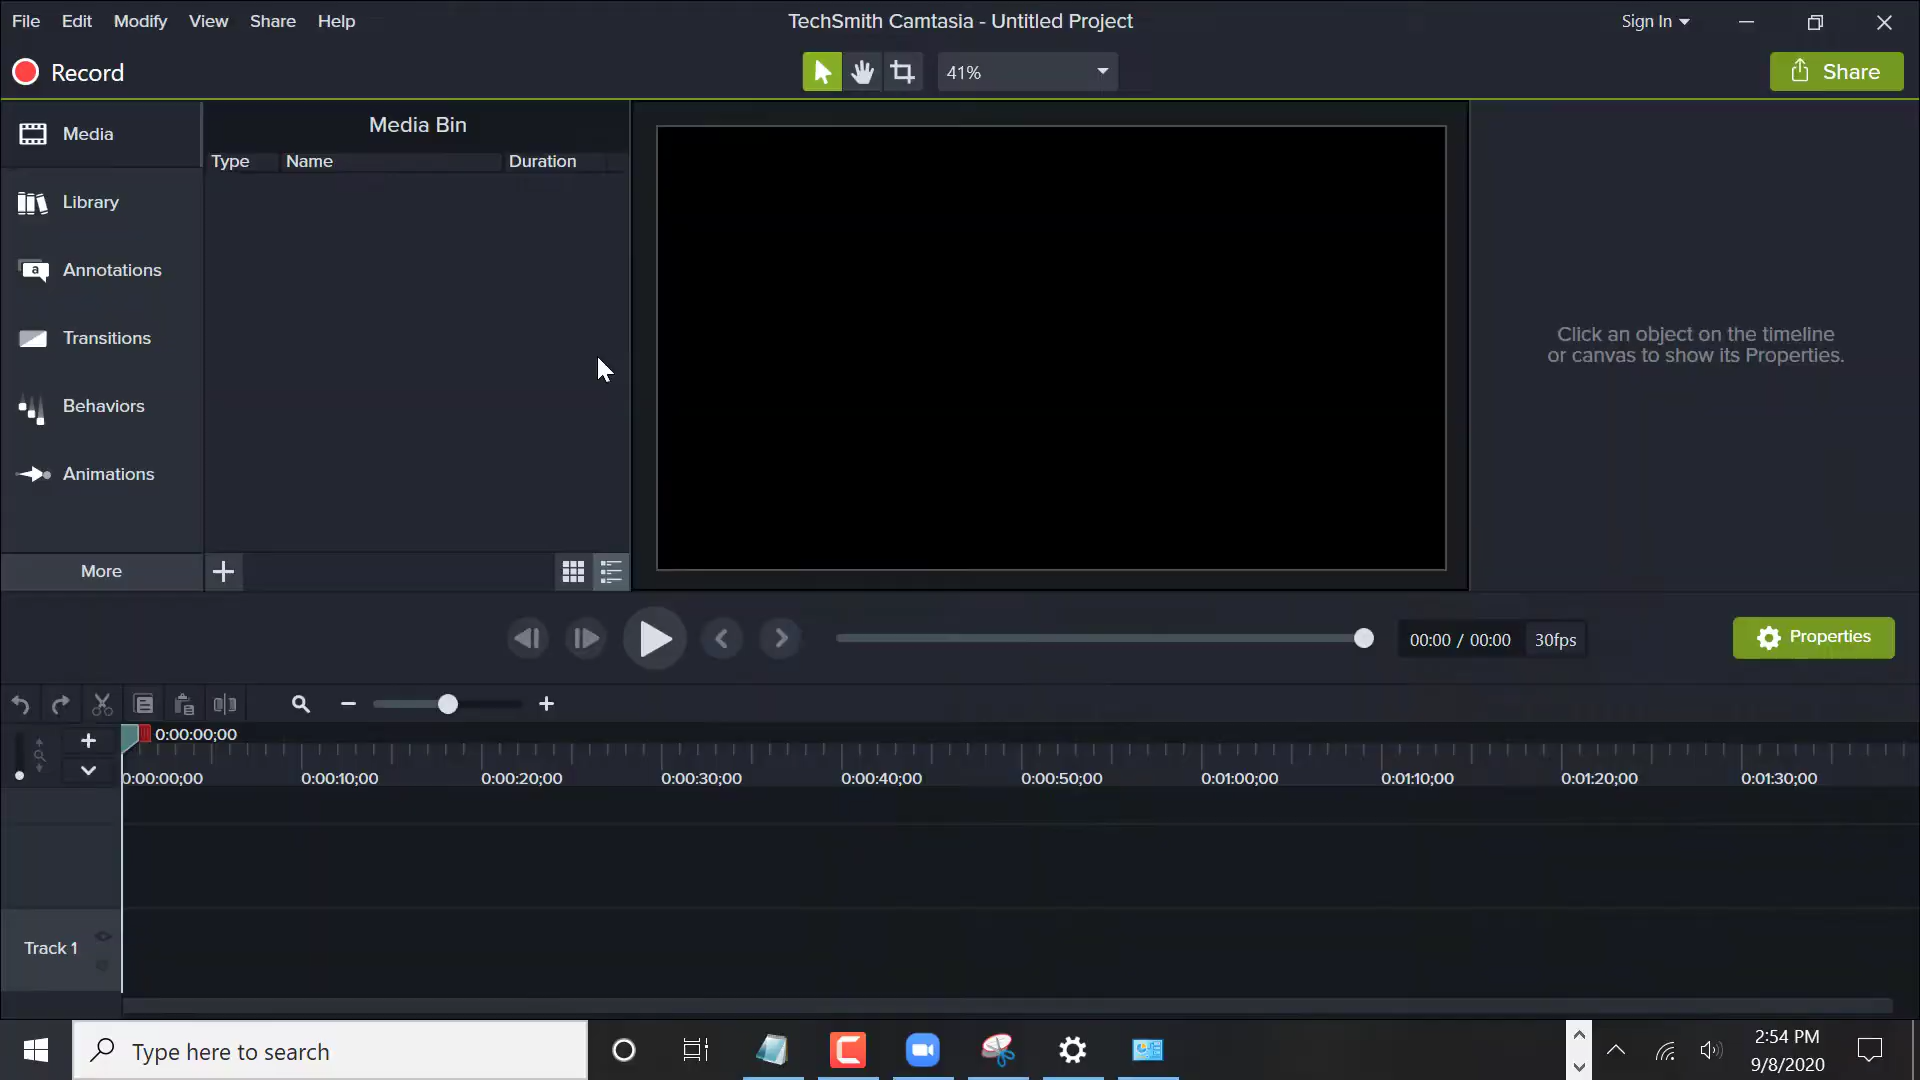 File Edit Modify View Share Help
TechSmith Camtasia - Untitled Project
Sign In
Record
41%
Share
Media
Library
Annotations
Transitions
Behaviors
Animations
More
Media Bin
Type Name Duration
Click an object on the timeline
or canvas to show its Properties.
00:00 / 00:00 30fps
Properties
0:00:00;00
0:00:00;00 0:00:10;00 0:00:20;00 0:00:30;00 0:00:40;00 0:00:50;00 0:01:00;00 0:01:10;00 0:01:20;00 0:01:30;00
Track 1
Type here to search
2:54 PM
9/8/2020